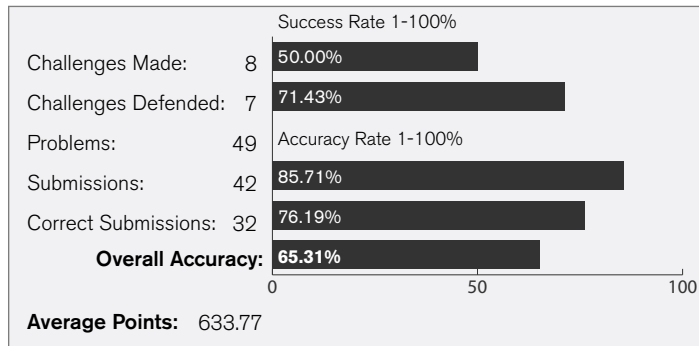 Success Rate 1-100%
Challenges Made: 8 50.00%
Challenges Defended: 7 71.43%
Problems: 49 Accuracy Rate 1-100%
Submissions: 42 85.71%
Correct Submissions: 32 76.19%
Overall Accuracy: 65.31%
0 50 100
Average Points: 633.77